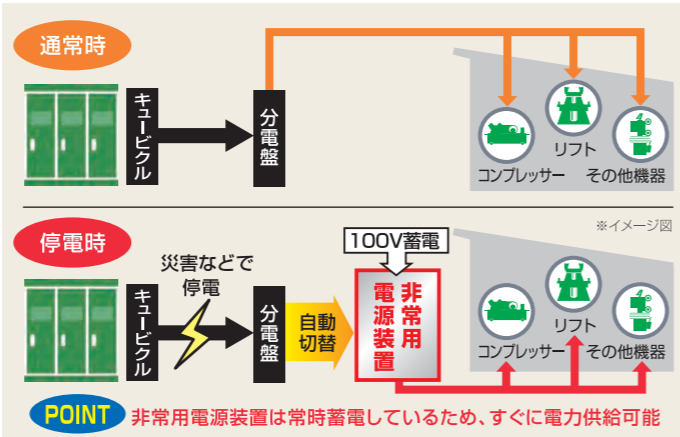 通常時
キュービクル
分電盤
コンプレッサー
リフト
その他機器
※イメージ図
停電時
キュービクル
災害などで
停電
分電盤
自動
切替
100V蓄電
非常用
電源装置
コンプレッサー
リフト
その他機器
POINT 非常用電源装置は常時蓄電しているため、すぐに電力供給可能